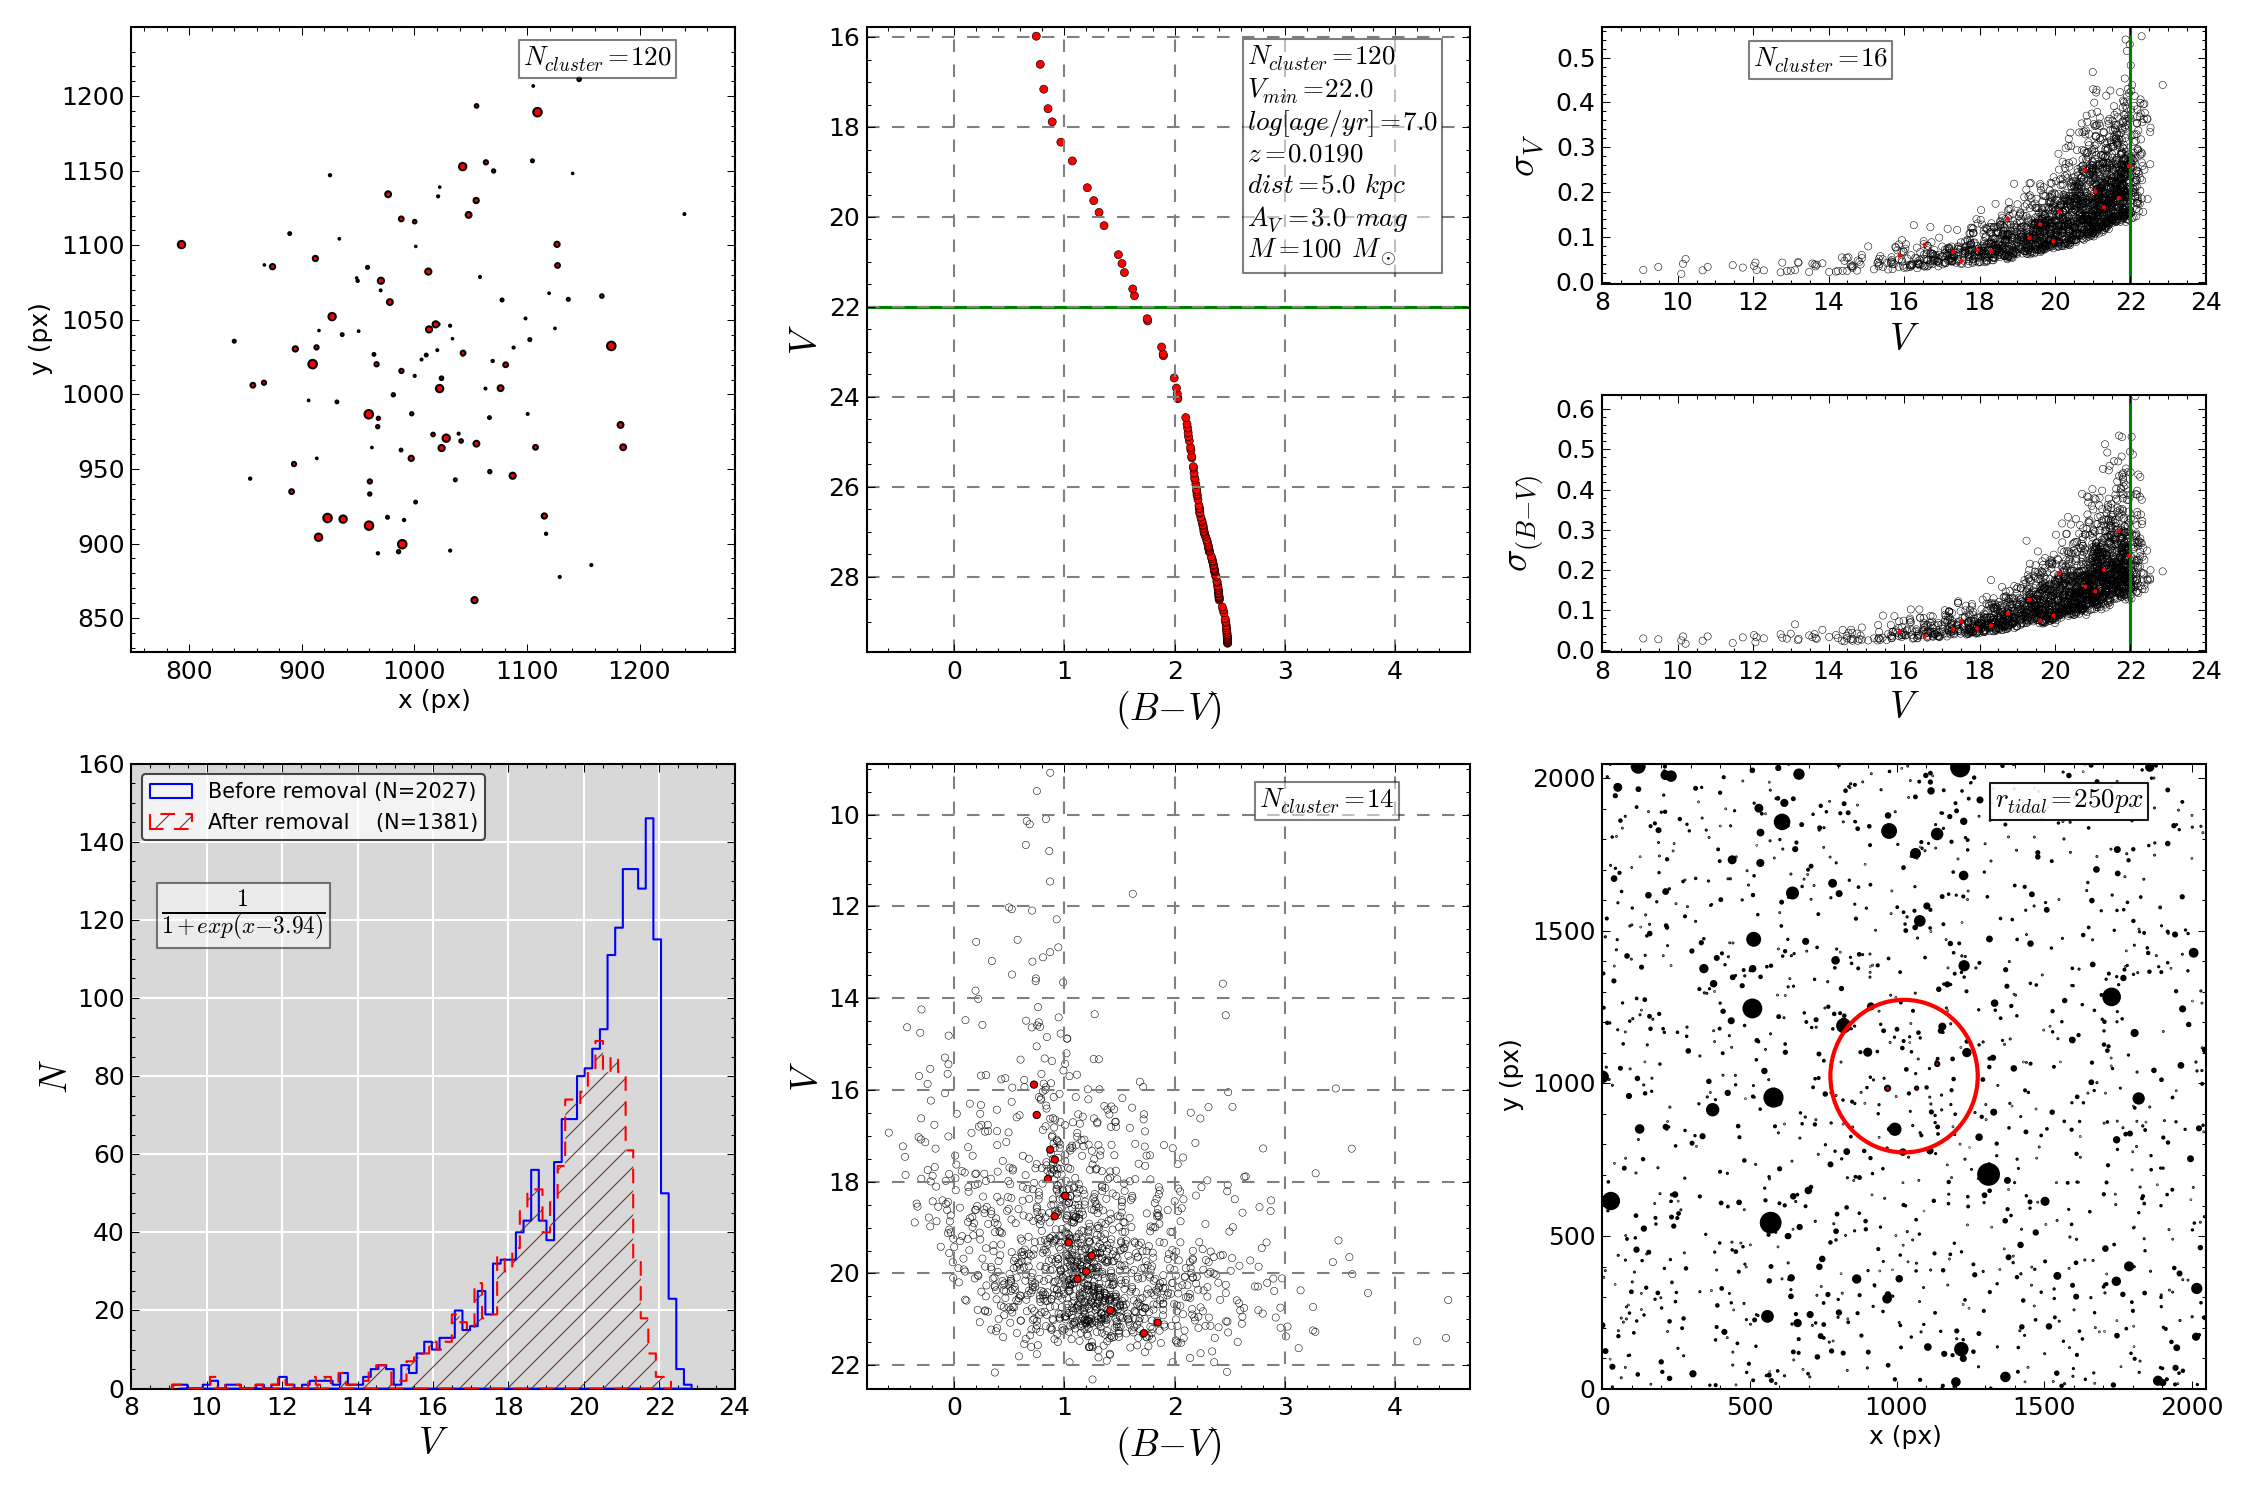 N_cluster = 120
1200
1150
1100
1050
1000
950
900
850
y (px)
800 900 1000 1100 1200
x (px)
N_cluster = 120
V_min = 22.0
log[age/yr] = 7.0
z = 0.0190
dist = 5.0 kpc
A_V = 3.0 mag
M = 100 M_⊙
16
18
20
22
24
26
28
V
0 1 2 3 4
(B−V)
N_cluster = 16
0.5
0.4
0.3
0.2
0.1
0.0
σ_V
8 10 12 14 16 18 20 22 24
V
0.6
0.5
0.4
0.3
0.2
0.1
0.0
σ_(B−V)
8 10 12 14 16 18 20 22 24
V
Before removal (N=2027)
After removal (N=1381)
1
1+exp(x−3.94)
160
140
120
100
80
60
40
20
0
N
8 10 12 14 16 18 20 22 24
V
N_cluster = 14
10
12
14
16
18
20
22
V
0 1 2 3 4
(B−V)
r_tidal = 250px
2000
1500
1000
500
0
y (px)
0 500 1000 1500 2000
x (px)